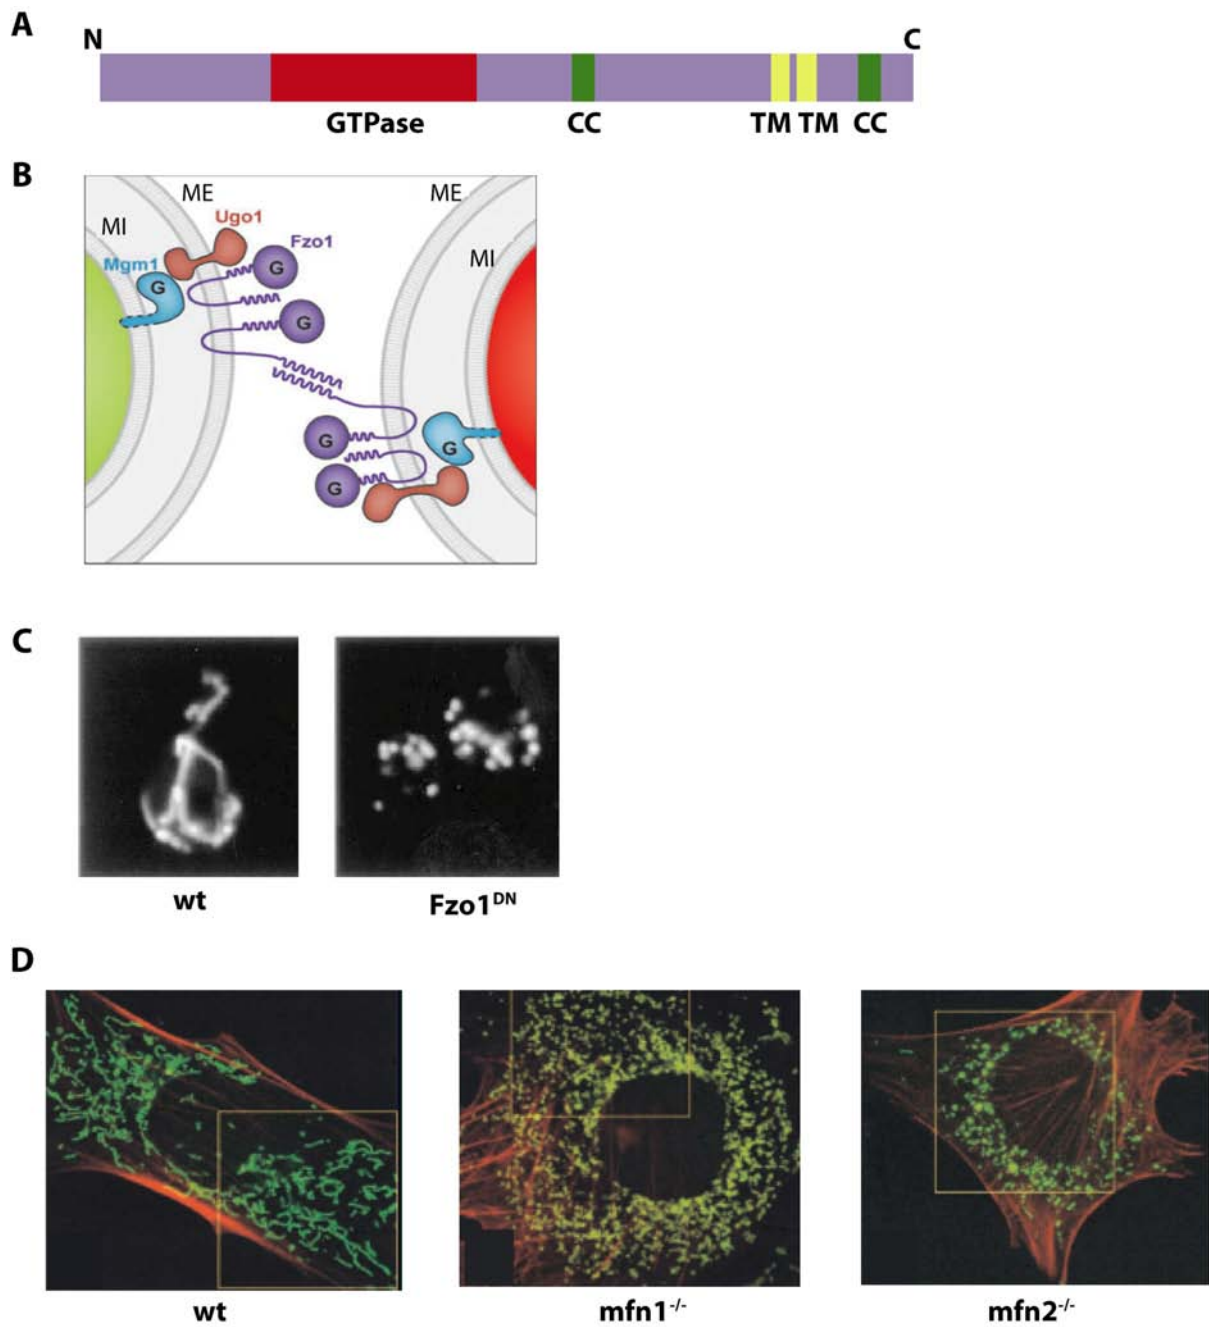 A
N C
GTPase CC TM TM CC
B
ME ME
Ugo1
MI Fzo1
Mgm1 MI
G G
G
G
G
G
C
wt Fzo1DN
D
wt mfn1-/- mfn2-/-